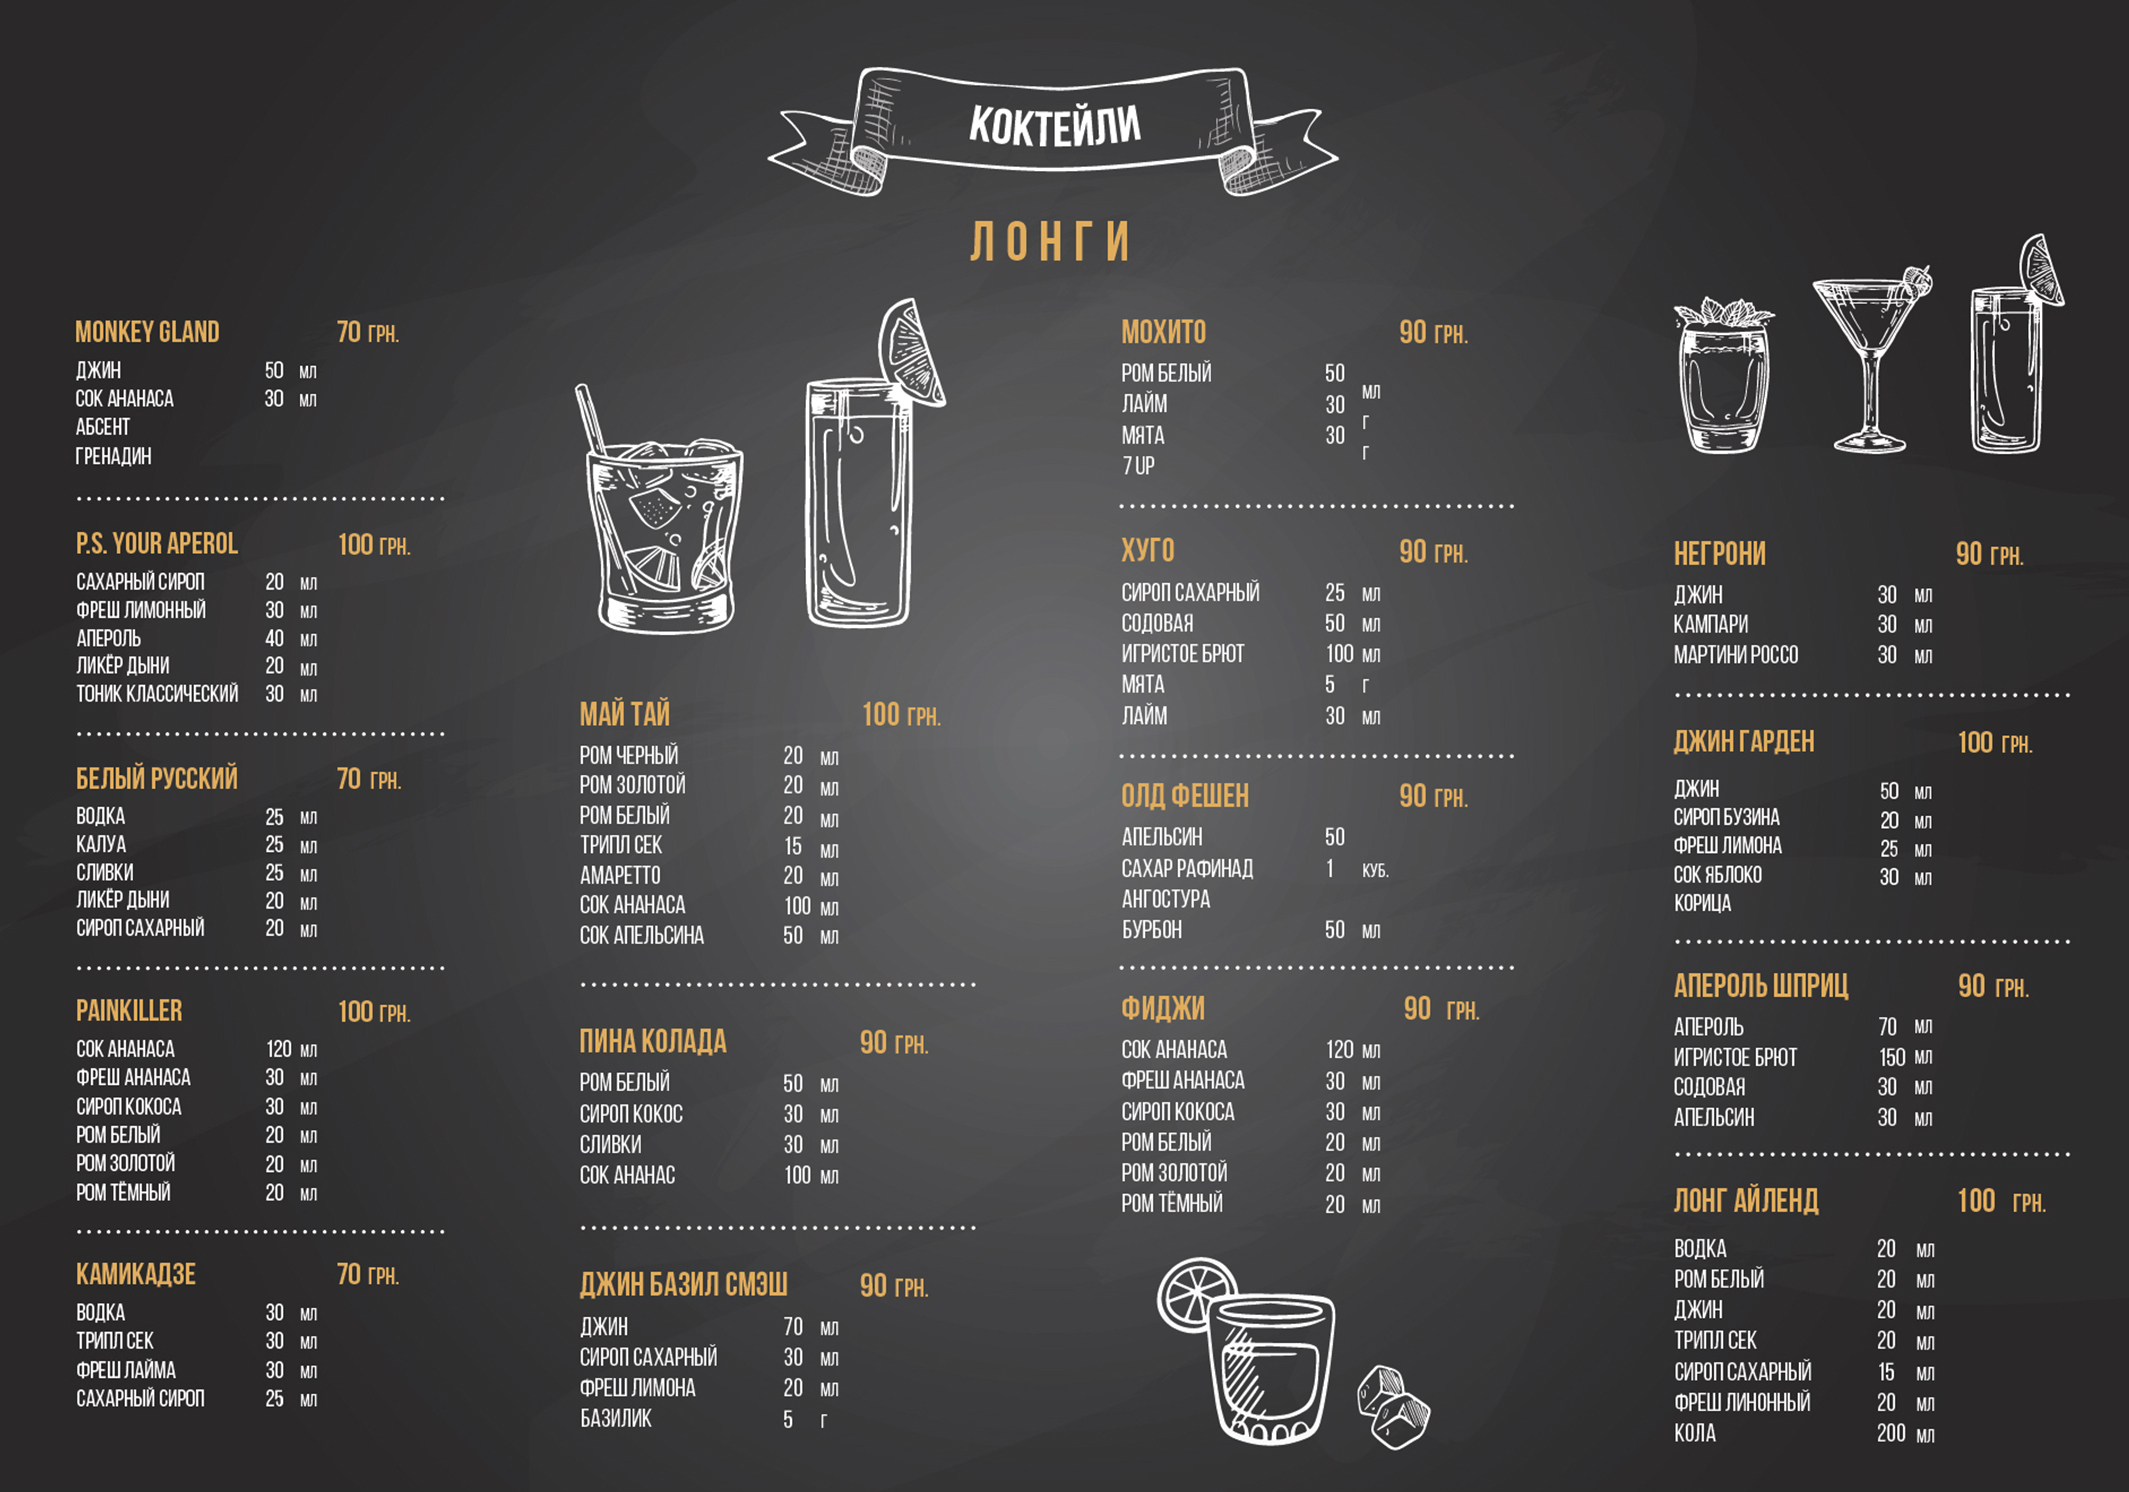 КОКТЕЙЛИ
ЛОНГИ
MONKEY GLAND 70 ГРН.
ДЖИН 50 МЛ
СОК АНАНАСА 30 МЛ
АБСЕНТ
ГРЕНАДИН
P.S. YOUR APEROL 100 ГРН.
САХАРНЫЙ СИРОП 20 МЛ
ФРЕШ ЛИМОННЫЙ 30 МЛ
АПЕРОЛЬ 40 МЛ
ЛИКЁР ДЫНИ 20 МЛ
ТОНИК КЛАССИЧЕСКИЙ 30 МЛ
БЕЛЫЙ РУССКИЙ 70 ГРН.
ВОДКА 25 МЛ
КАЛУА 25 МЛ
СЛИВКИ 25 МЛ
ЛИКЁР ДЫНИ 20 МЛ
СИРОП САХАРНЫЙ 20 МЛ
PAINKILLER 100 ГРН.
СОК АНАНАСА 120 МЛ
ФРЕШ АНАНАСА 30 МЛ
СИРОП КОКОСА 30 МЛ
РОМ БЕЛЫЙ 20 МЛ
РОМ ЗОЛОТОЙ 20 МЛ
РОМ ТЁМНЫЙ 20 МЛ
КАМИКАДЗЕ 70 ГРН.
ВОДКА 30 МЛ
ТРИПЛ СЕК 30 МЛ
ФРЕШ ЛАЙМА 30 МЛ
САХАРНЫЙ СИРОП 25 МЛ
МАЙ ТАЙ 100 ГРН.
РОМ ЧЕРНЫЙ 20 МЛ
РОМ ЗОЛОТОЙ 20 МЛ
РОМ БЕЛЫЙ 20 МЛ
ТРИПЛ СЕК 15 МЛ
АМАРЕТТО 20 МЛ
СОК АНАНАСА 100 МЛ
СОК АПЕЛЬСИНА 50 МЛ
ПИНА КОЛАДА 90 ГРН.
РОМ БЕЛЫЙ 50 МЛ
СИРОП КОКОС 30 МЛ
СЛИВКИ 30 МЛ
СОК АНАНАС 100 МЛ
ДЖИН БАЗИЛ СМЭШ 90 ГРН.
ДЖИН 70 МЛ
СИРОП САХАРНЫЙ 30 МЛ
ФРЕШ ЛИМОНА 20 МЛ
БАЗИЛИК 5 Г
МОХИТО 90 ГРН.
РОМ БЕЛЫЙ 50 МЛ
ЛАЙМ 30 Г
МЯТА 30 Г
7 UP
ХУГО 90 ГРН.
СИРОП САХАРНЫЙ 25 МЛ
СОДОВАЯ 50 МЛ
ИГРИСТОЕ БРЮТ 100 МЛ
МЯТА 5 Г
ЛАЙМ 30 МЛ
ОЛД ФЕШЕН 90 ГРН.
АПЕЛЬСИН 50
САХАР РАФИНАД 1 КУБ.
АНГОСТУРА
БУРБОН 50 МЛ
ФИДЖИ 90 ГРН.
СОК АНАНАСА 120 МЛ
ФРЕШ АНАНАСА 30 МЛ
СИРОП КОКОСА 30 МЛ
РОМ БЕЛЫЙ 20 МЛ
РОМ ЗОЛОТОЙ 20 МЛ
РОМ ТЁМНЫЙ 20 МЛ
НЕГРОНИ 90 ГРН.
ДЖИН 30 МЛ
КАМПАРИ 30 МЛ
МАРТИНИ РОССО 30 МЛ
ДЖИН ГАРДЕН 100 ГРН.
ДЖИН 50 МЛ
СИРОП БУЗИНА 20 МЛ
ФРЕШ ЛИМОНА 25 МЛ
СОК ЯБЛОКО 30 МЛ
КОРИЦА
АПЕРОЛЬ ШПРИЦ 90 ГРН.
АПЕРОЛЬ 70 МЛ
ИГРИСТОЕ БРЮТ 150 МЛ
СОДОВАЯ 30 МЛ
АПЕЛЬСИН 30 МЛ
ЛОНГ АЙЛЕНД 100 ГРН.
ВОДКА 20 МЛ
РОМ БЕЛЫЙ 20 МЛ
ДЖИН 20 МЛ
ТРИПЛ СЕК 20 МЛ
СИРОП САХАРНЫЙ 15 МЛ
ФРЕШ ЛИНОННЫЙ 20 МЛ
КОЛА 200 МЛ